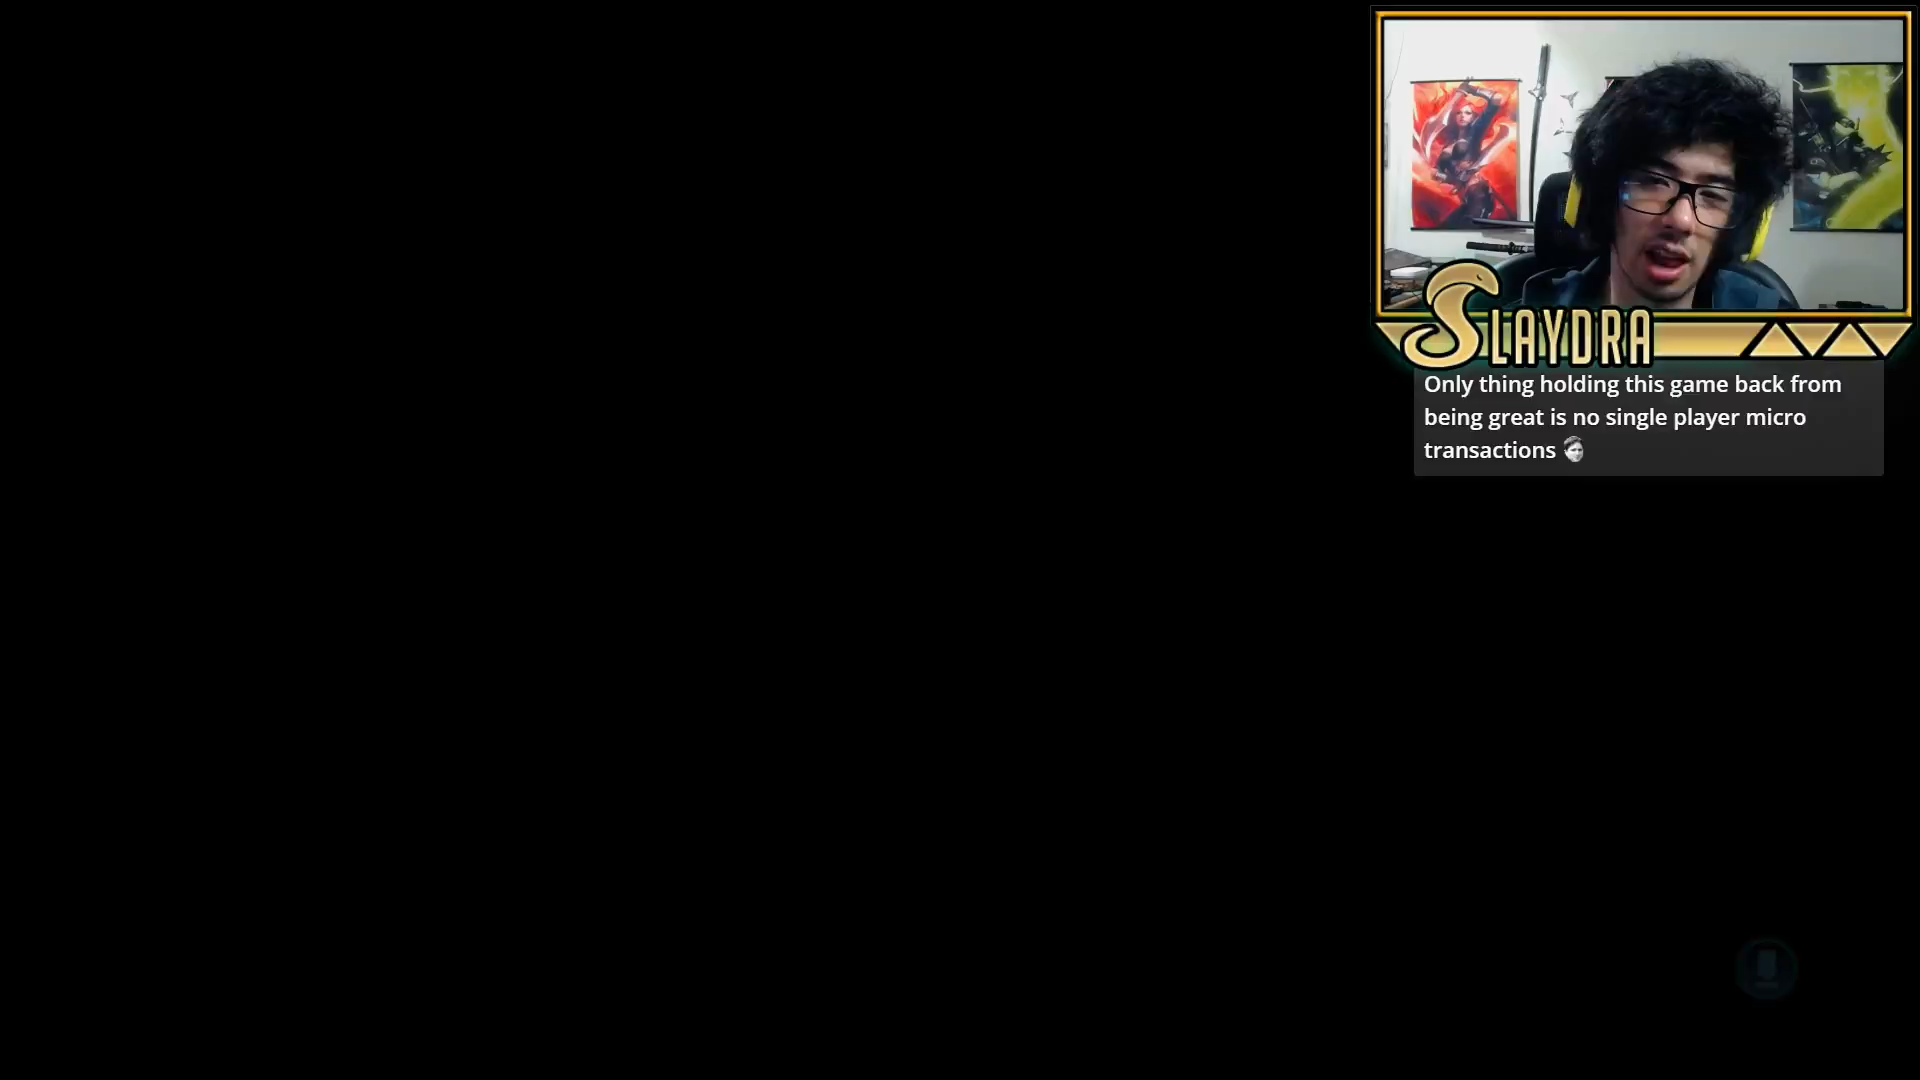 SLAYDRA
Only thing holding this game back from
being great is no single player micro
transactions